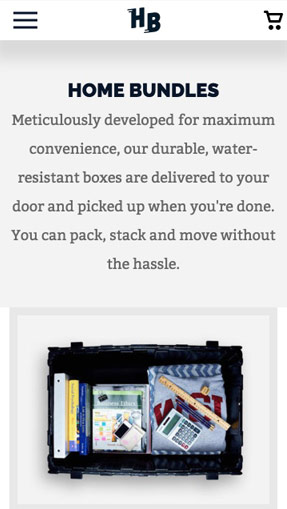 HB
HOME BUNDLES
Meticulously developed for maximum
convenience, our durable, water-
resistant boxes are delivered to your
door and picked up when you're done.
You can pack, stack and move without
the hassle.